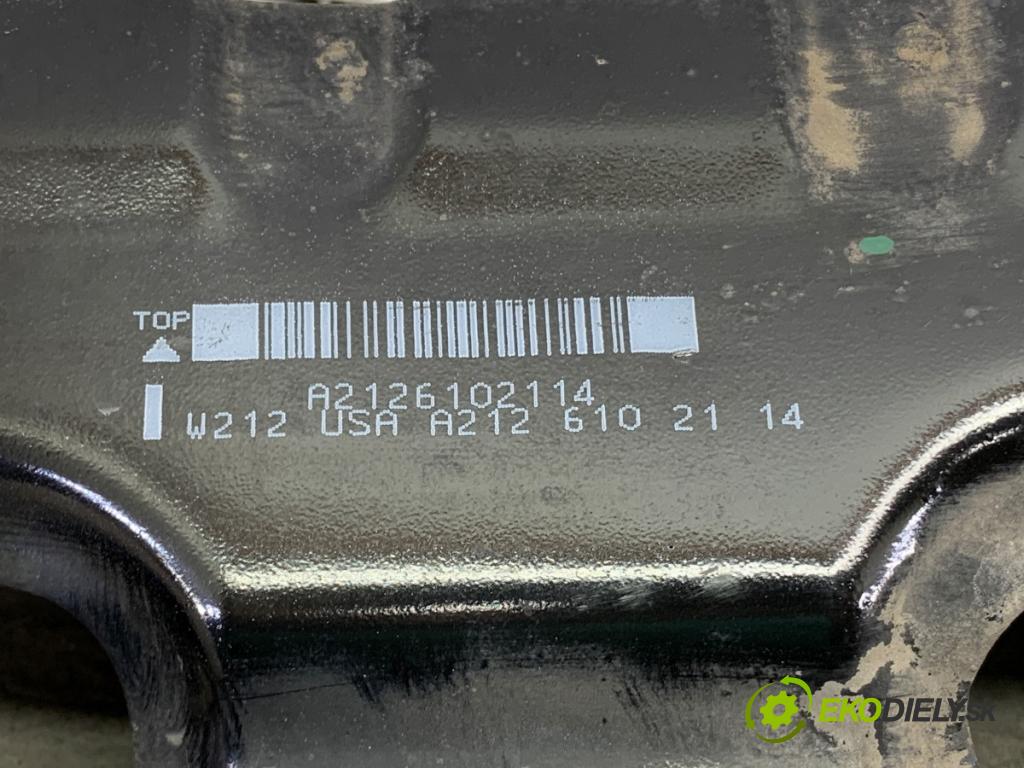 TOP
A2126102114
W212 USA A212 610 21 14
EKODIELY.SK